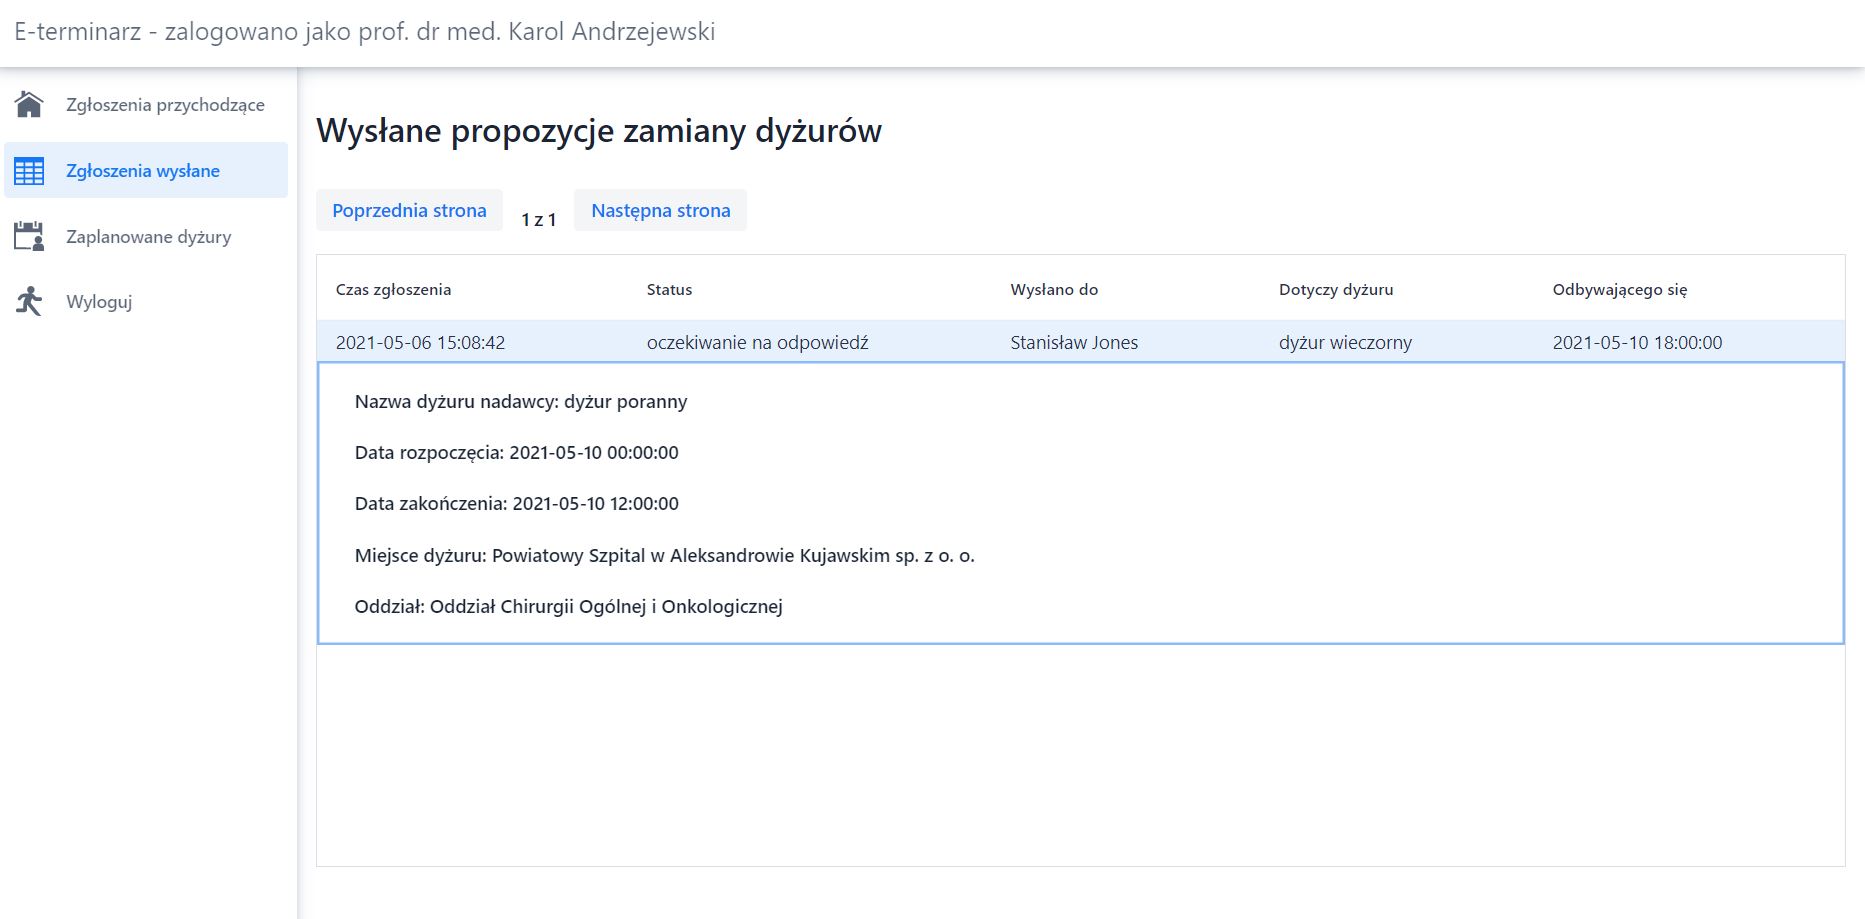 E-terminarz - zalogowano jako prof. dr med. Karol Andrzejewski
Zgłoszenia przychodzące
Zgłoszenia wysłane
Zaplanowane dyżury
Wyloguj
Wysłane propozycje zamiany dyżurów
Poprzednia strona 1 z 1 Następna strona
Czas zgłoszenia Status Wysłano do Dotyczy dyżuru Odbywającego się
2021-05-06 15:08:42 oczekiwanie na odpowiedź Stanisław Jones dyżur wieczorny 2021-05-10 18:00:00
Nazwa dyżuru nadawcy: dyżur poranny
Data rozpoczęcia: 2021-05-10 00:00:00
Data zakończenia: 2021-05-10 12:00:00
Miejsce dyżuru: Powiatowy Szpital w Aleksandrowie Kujawskim sp. z o. o.
Oddział: Oddział Chirurgii Ogólnej i Onkologicznej